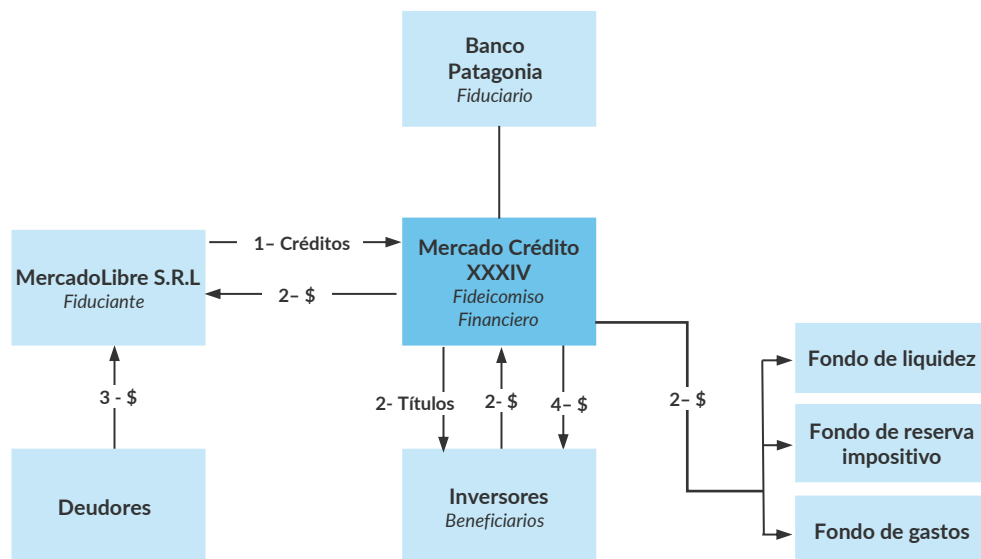 Banco
Patagonia
Fiduciario
1– Créditos
MercadoLibre S.R.L
Fiduciante
2– $
Mercado Crédito
XXXIV
Fideicomiso
Financiero
3 - $
2- Títulos
2- $
4– $
2– $
Fondo de liquidez
Fondo de reserva
impositivo
Fondo de gastos
Deudores
Inversores
Beneficiarios